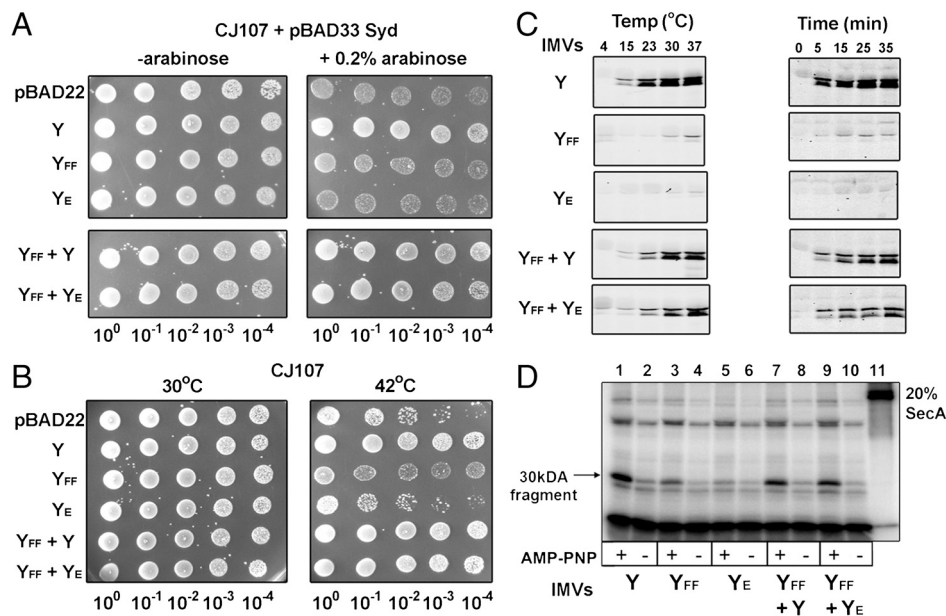 A
CJ107 + pBAD33 Syd
-arabinose
+ 0.2% arabinose
pBAD22
Y
YFF
YE
YFF + Y
YFF + YE
10^0 10^-1 10^-2 10^-3 10^-4
10^0 10^-1 10^-2 10^-3 10^-4
B
CJ107
30°C
42°C
pBAD22
Y
YFF
YE
YFF + Y
YFF + YE
10^0 10^-1 10^-2 10^-3 10^-4
10^0 10^-1 10^-2 10^-3 10^-4
C
Temp (°C)
Time (min)
IMVs
4 15 23 30 37
0 5 15 25 35
Y
YFF
YE
YFF + Y
YFF + YE
D
1 2 3 4 5 6 7 8 9 10 11
20%
SecA
30kDA
fragment
AMP-PNP + - + - + - + - + -
IMVs Y YFF YE YFF + Y YFF + YE